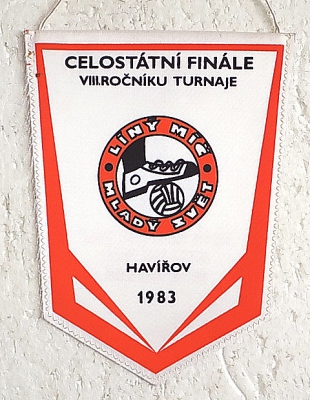 CELOSTÁTNÍ FINÁLE
VIII.ROČNÍKU TURNAJE
LÍNÝ MÍČ
MLADÝ SVĚT
HAVÍŘOV
1983